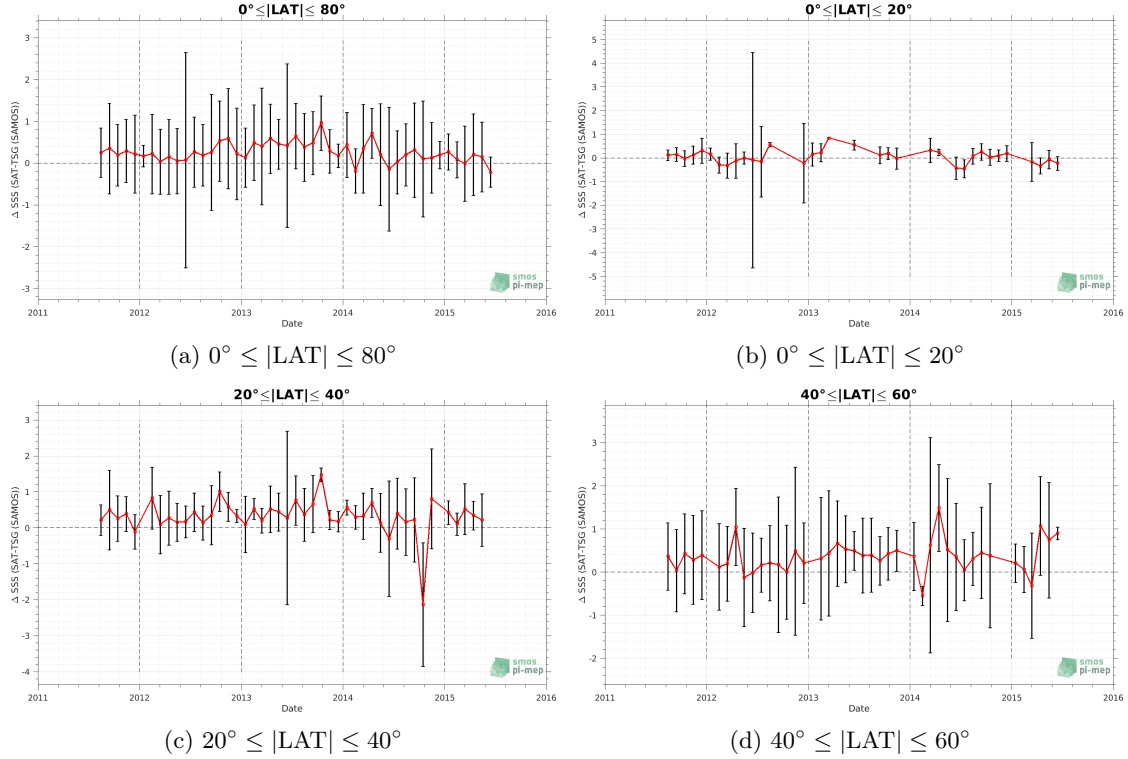 0°≤|LAT|≤ 80°
Δ SSS (SAT-TSG (SAMOS))
3
2
1
0
-1
-2
-3
2011 2012 2013 2014 2015 2016
Date
smos
pi-mep
(a) 0° ≤ |LAT| ≤ 80°
0°≤|LAT|≤ 20°
Δ SSS (SAT-TSG (SAMOS))
5
4
3
2
1
0
-1
-2
-3
-4
-5
2011 2012 2013 2014 2015 2016
Date
smos
pi-mep
(b) 0° ≤ |LAT| ≤ 20°
20°≤|LAT|≤ 40°
Δ SSS (SAT-TSG (SAMOS))
3
2
1
0
-1
-2
-3
-4
2011 2012 2013 2014 2015 2016
Date
smos
pi-mep
(c) 20° ≤ |LAT| ≤ 40°
40°≤|LAT|≤ 60°
Δ SSS (SAT-TSG (SAMOS))
3
2
1
0
-1
-2
2011 2012 2013 2014 2015 2016
Date
smos
pi-mep
(d) 40° ≤ |LAT| ≤ 60°